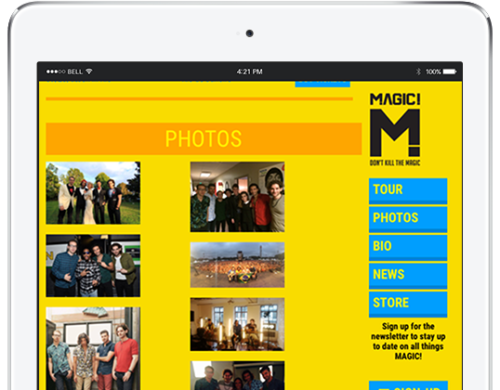 BELL
4:21 PM
100%
PHOTOS
MAGIC!
M!
DON'T KILL THE MAGIC
TOUR
PHOTOS
BIO
NEWS
STORE
Sign up for the
newsletter to stay up
to date on all things
MAGIC!
SIGN UP